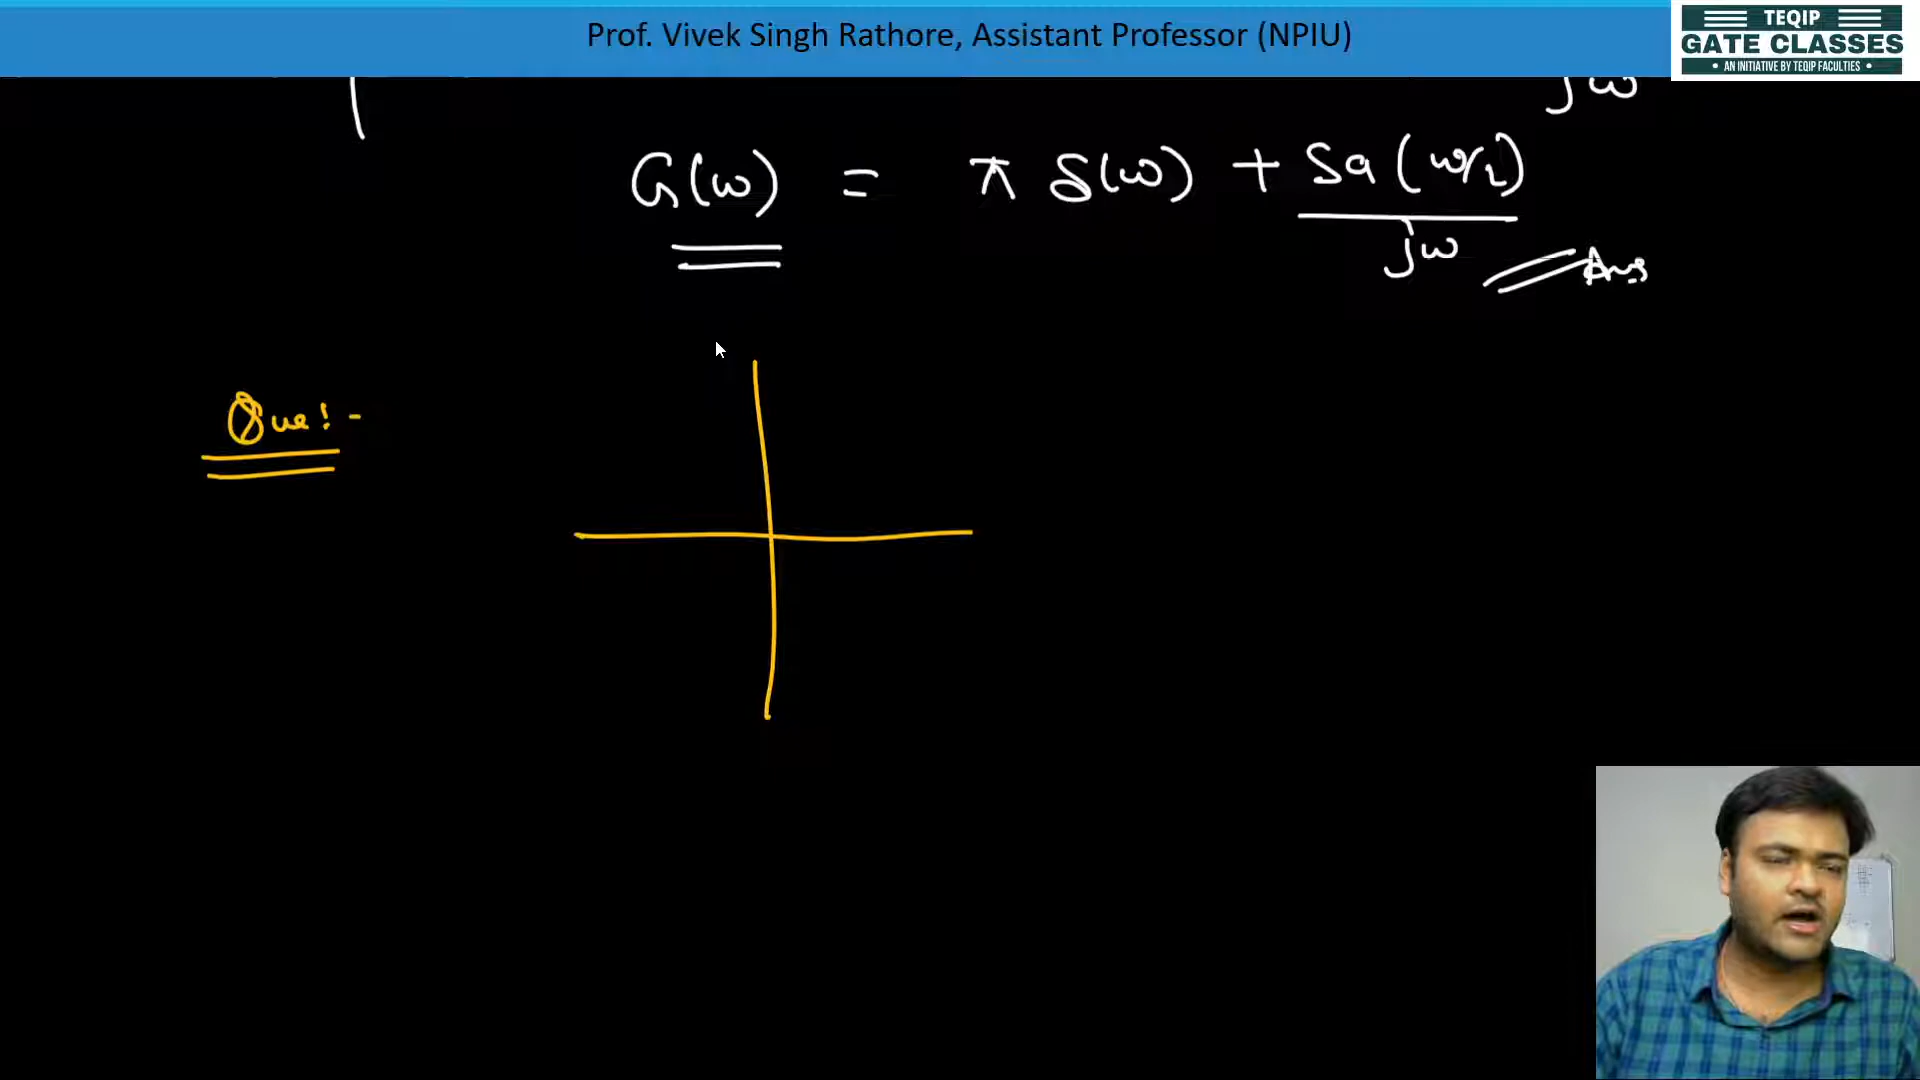 Prof. Vivek Singh Rathore, Assistant Professor (NPIU)
TEQIP
GATE CLASSES
• AN INITIATIVE BY TEQIP FACULTIES •
jω
G(ω) = π δ(ω) + Sa(ω/2)
jω
Ans
Que:-